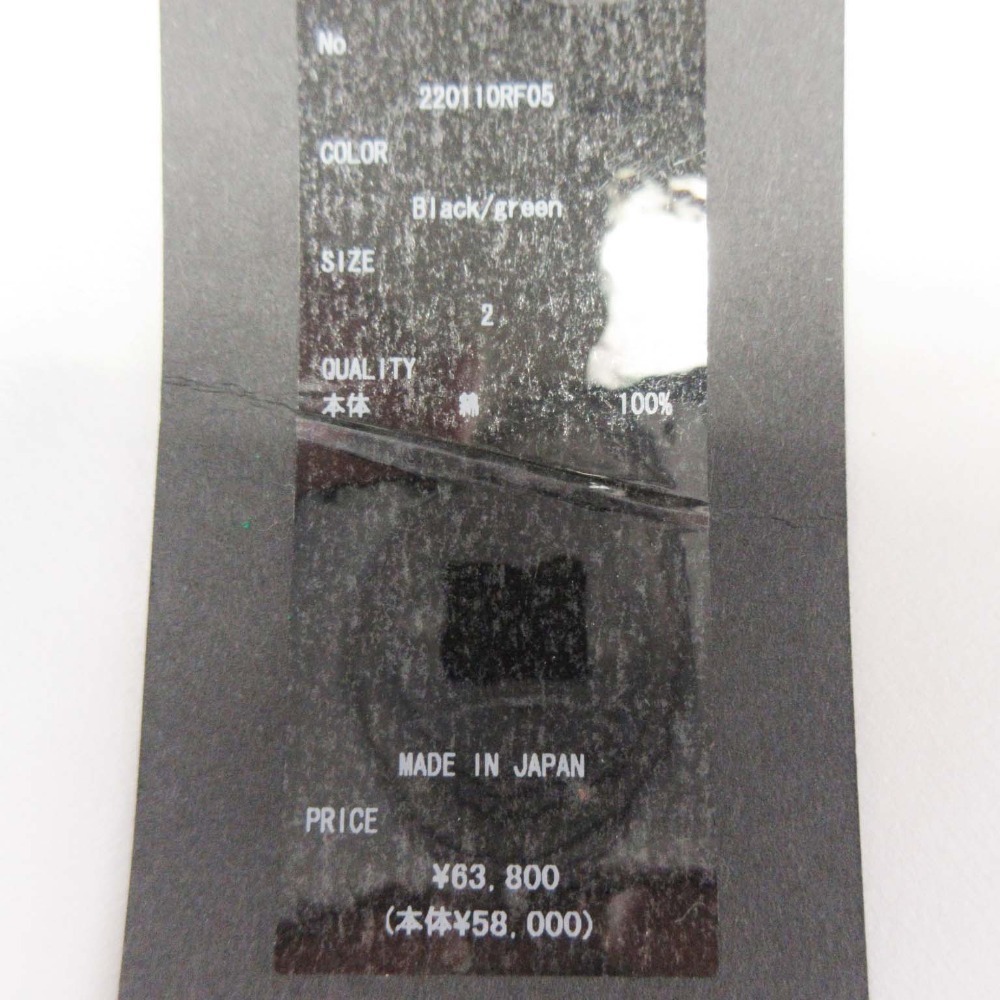 No.
220110RF05
COLOR
Black/green
SIZE
2
QUALITY
本体 綿 100%
MADE IN JAPAN
PRICE
¥63,800
(本体¥58,000)